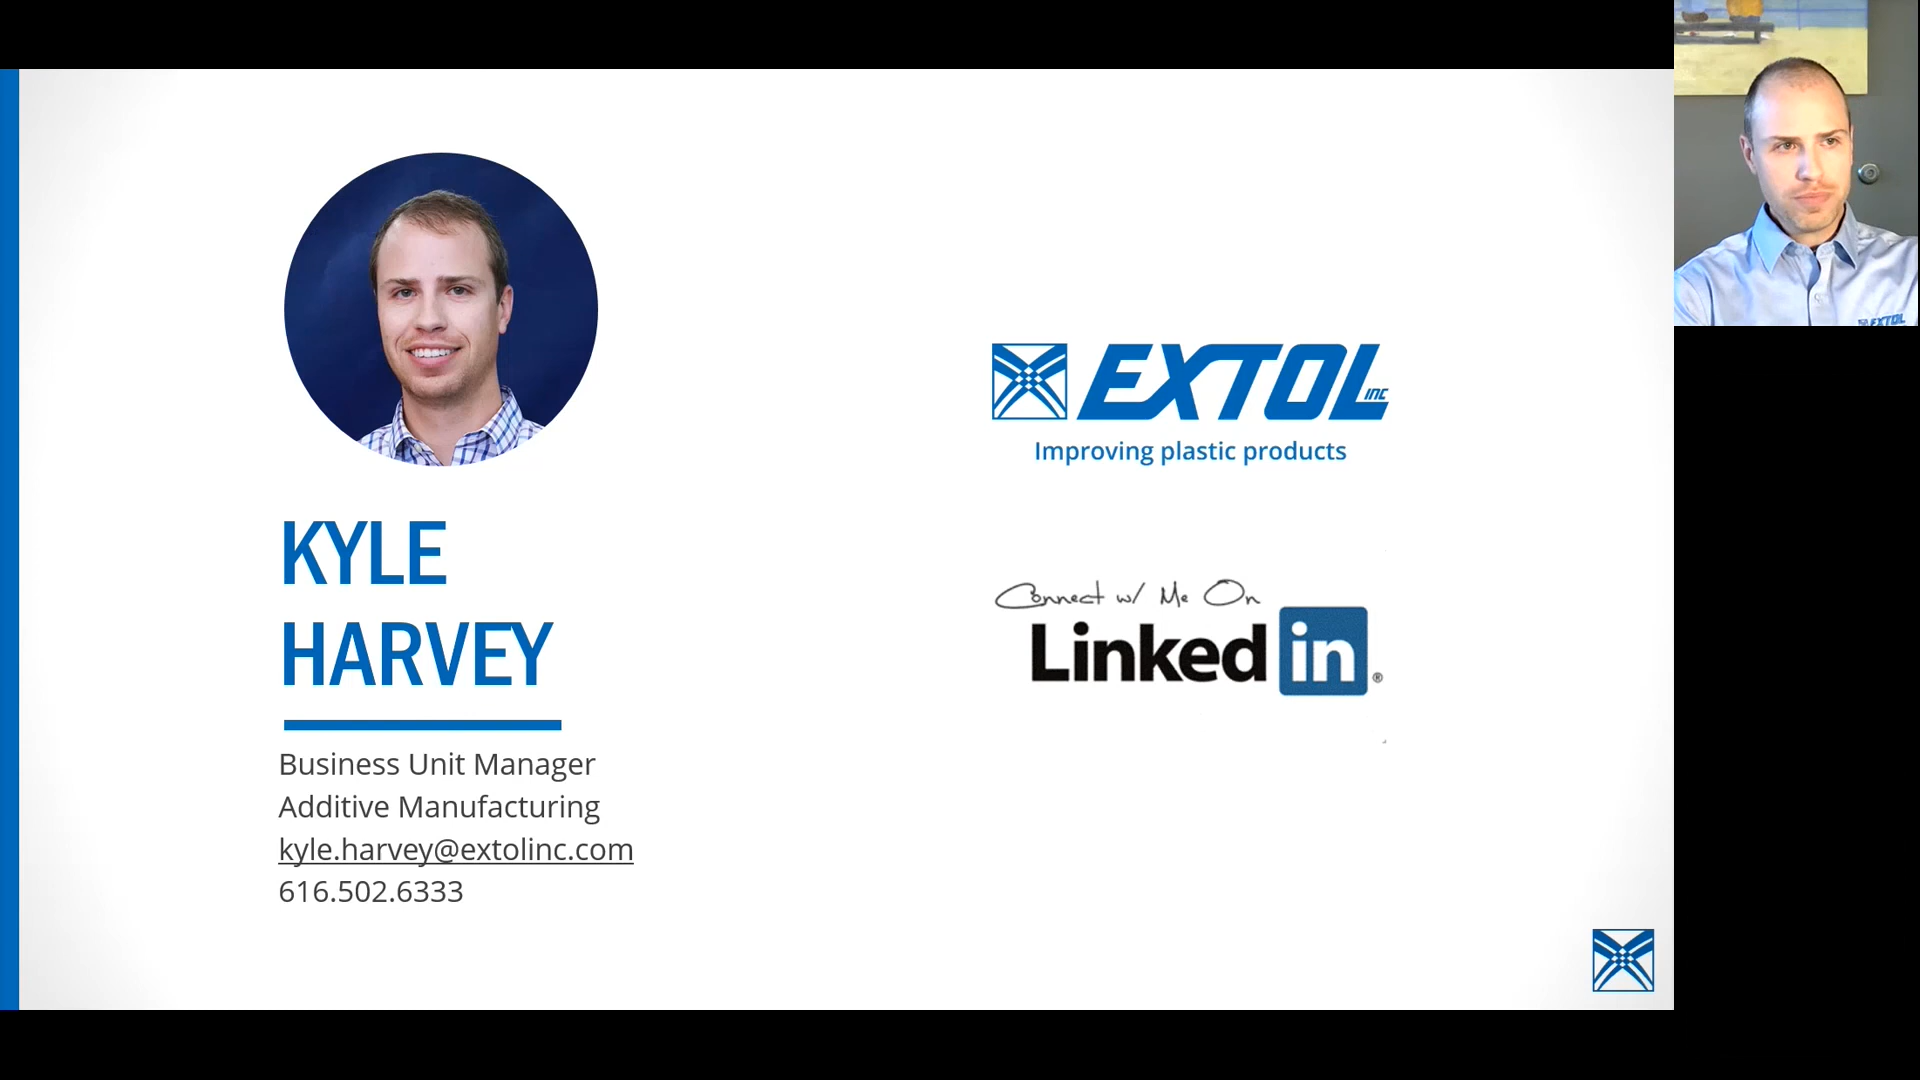 EXTOL INC
Improving plastic products
Connect w/ Me On
Linked in ®
KYLE
HARVEY
Business Unit Manager
Additive Manufacturing
kyle.harvey@extolinc.com
616.502.6333
EXTOL